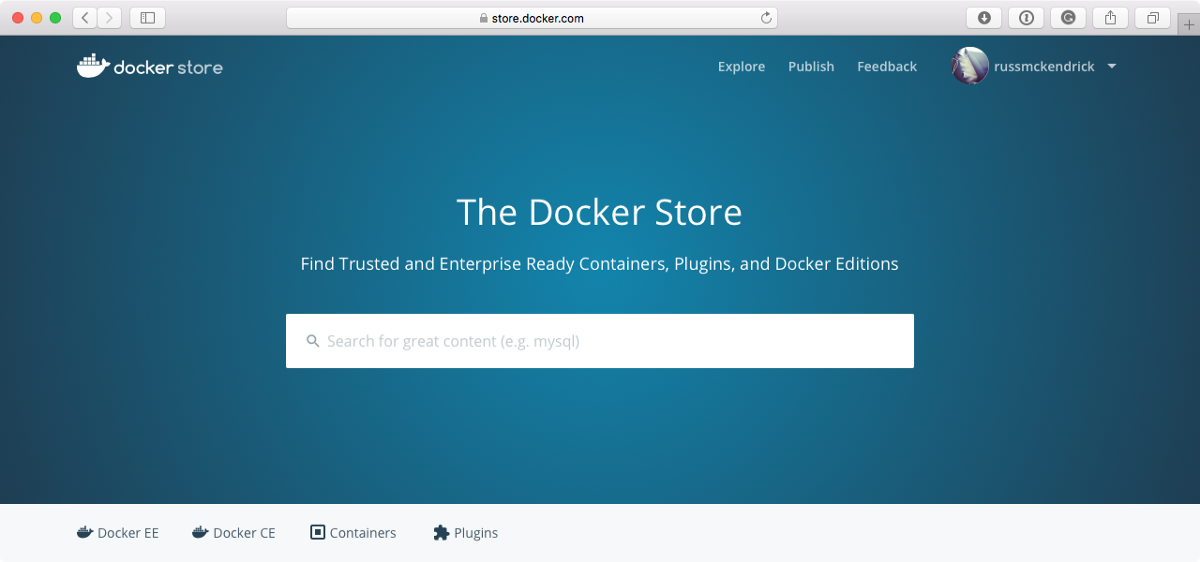 store.docker.com
docker store
Explore Publish Feedback russmckendrick
The Docker Store
Find Trusted and Enterprise Ready Containers, Plugins, and Docker Editions
Search for great content (e.g. mysql)
Docker EE Docker CE Containers Plugins